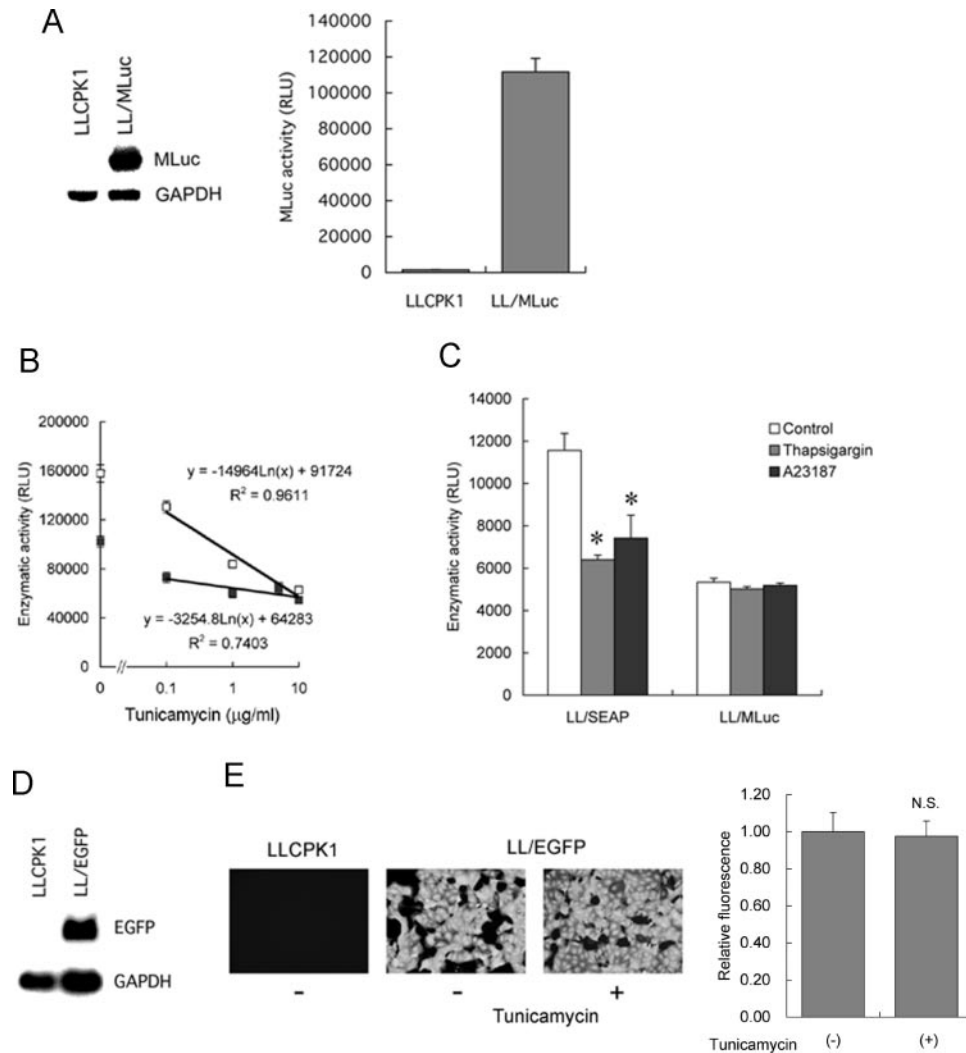 A
LLCPK1
LL/MLuc
MLuc
GAPDH
MLuc activity (RLU)
140000
120000
100000
80000
60000
40000
20000
0
LLCPK1 LL/MLuc
B
Enzymatic activity (RLU)
200000
160000
120000
80000
40000
0
y = -14964Ln(x) + 91724
R² = 0.9611
y = -3254.8Ln(x) + 64283
R² = 0.7403
0 // 0.1 1 10
Tunicamycin (µg/ml)
C
Enzymatic activity (RLU)
14000
12000
10000
8000
6000
4000
2000
0
Control
Thapsigargin
A23187
* *
LL/SEAP LL/MLuc
D
LLCPK1
LL/EGFP
EGFP
GAPDH
E
LLCPK1 LL/EGFP
- - +
Tunicamycin
Relative fluorescence
1.20
1.00
0.80
0.60
0.40
0.20
0.00
N.S.
Tunicamycin (-) (+)